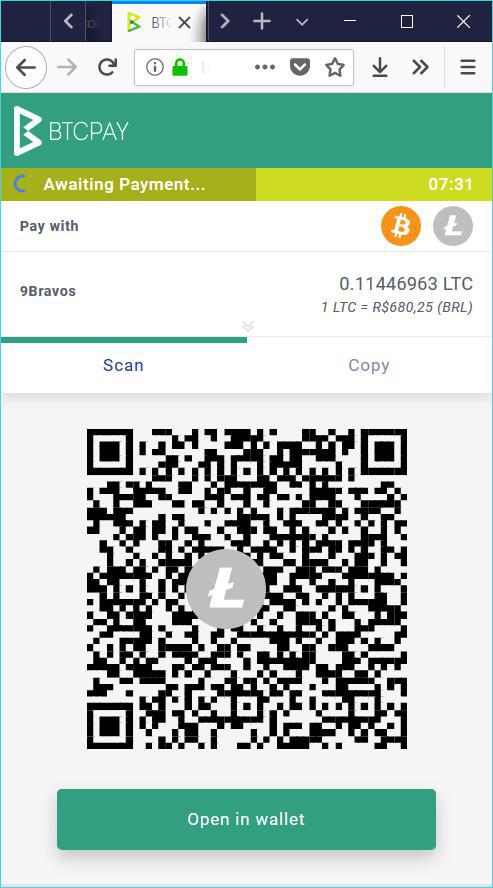 BT
BTCPAY
Awaiting Payment... 07:31
Pay with
9Bravos
0.11446963 LTC
1 LTC = R$680,25 (BRL)
Scan Copy
Open in wallet